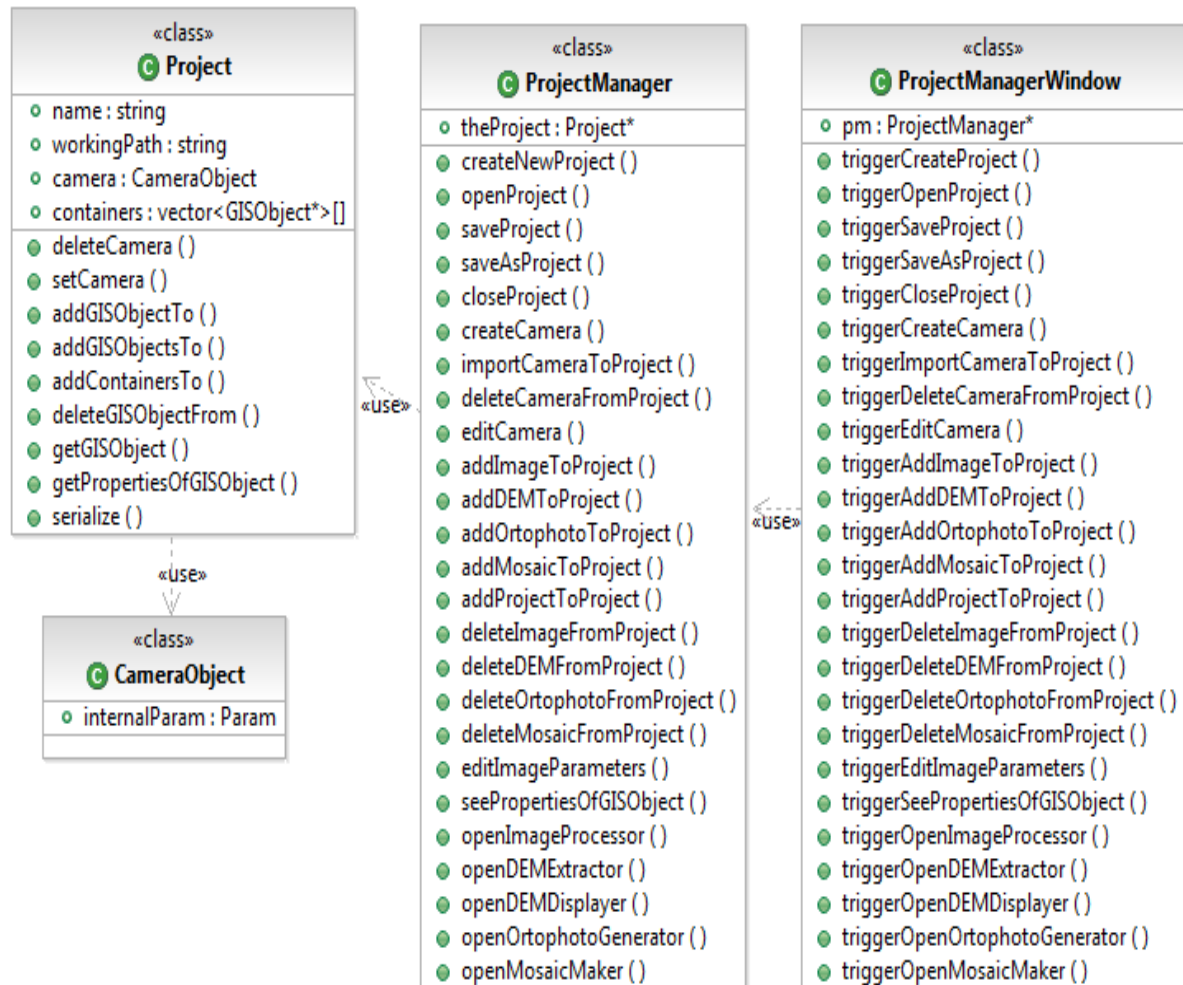 «class»
C Project
name : string
workingPath : string
camera : CameraObject
containers : vector<GISObject*>[]
deleteCamera ( )
setCamera ( )
addGISObjectTo ( )
addGISObjectsTo ( )
addContainersTo ( )
deleteGISObjectFrom ( )
getGISObject ( )
getPropertiesOfGISObject ( )
serialize ( )
«use»
«class»
C CameraObject
internalParam : Param
«use»
«class»
C ProjectManager
theProject : Project*
createNewProject ( )
openProject ( )
saveProject ( )
saveAsProject ( )
closeProject ( )
createCamera ( )
importCameraToProject ( )
deleteCameraFromProject ( )
editCamera ( )
addImageToProject ( )
addDEMToProject ( )
addOrtophotoToProject ( )
addMosaicToProject ( )
addProjectToProject ( )
deleteImageFromProject ( )
deleteDEMFromProject ( )
deleteOrtophotoFromProject ( )
deleteMosaicFromProject ( )
editImageParameters ( )
seePropertiesOfGISObject ( )
openImageProcessor ( )
openDEMExtractor ( )
openDEMDisplayer ( )
openOrtophotoGenerator ( )
openMosaicMaker ( )
«use»
«class»
C ProjectManagerWindow
pm : ProjectManager*
triggerCreateProject ( )
triggerOpenProject ( )
triggerSaveProject ( )
triggerSaveAsProject ( )
triggerCloseProject ( )
triggerCreateCamera ( )
triggerImportCameraToProject ( )
triggerDeleteCameraFromProject ( )
triggerEditCamera ( )
triggerAddImageToProject ( )
triggerAddDEMToProject ( )
triggerAddOrtophotoToProject ( )
triggerAddMosaicToProject ( )
triggerAddProjectToProject ( )
triggerDeleteImageFromProject ( )
triggerDeleteDEMFromProject ( )
triggerDeleteOrtophotoFromProject ( )
triggerDeleteMosaicFromProject ( )
triggerEditImageParameters ( )
triggerSeePropertiesOfGISObject ( )
triggerOpenImageProcessor ( )
triggerOpenDEMExtractor ( )
triggerOpenDEMDisplayer ( )
triggerOpenOrtophotoGenerator ( )
triggerOpenMosaicMaker ( )